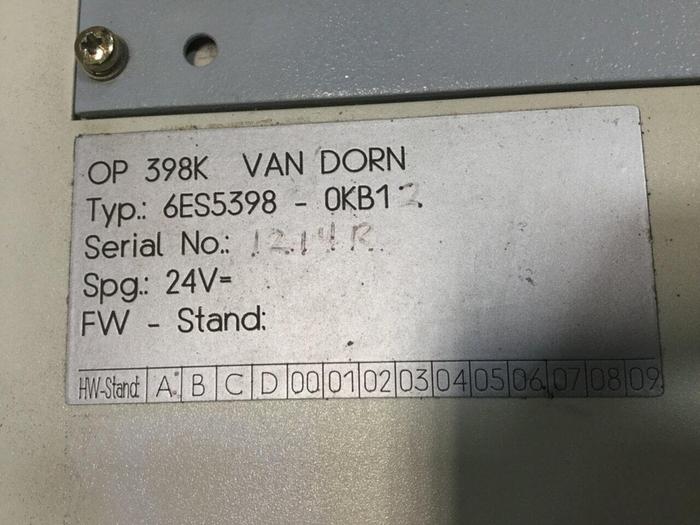 OP 398K VAN DORN
Typ.: 6ES5398 - 0KB12
Serial No.: 1214R
Spg.: 24V=
FW - Stand:
HW-Stand: A B C D 00 01 02 03 04 05 06 07 08 09